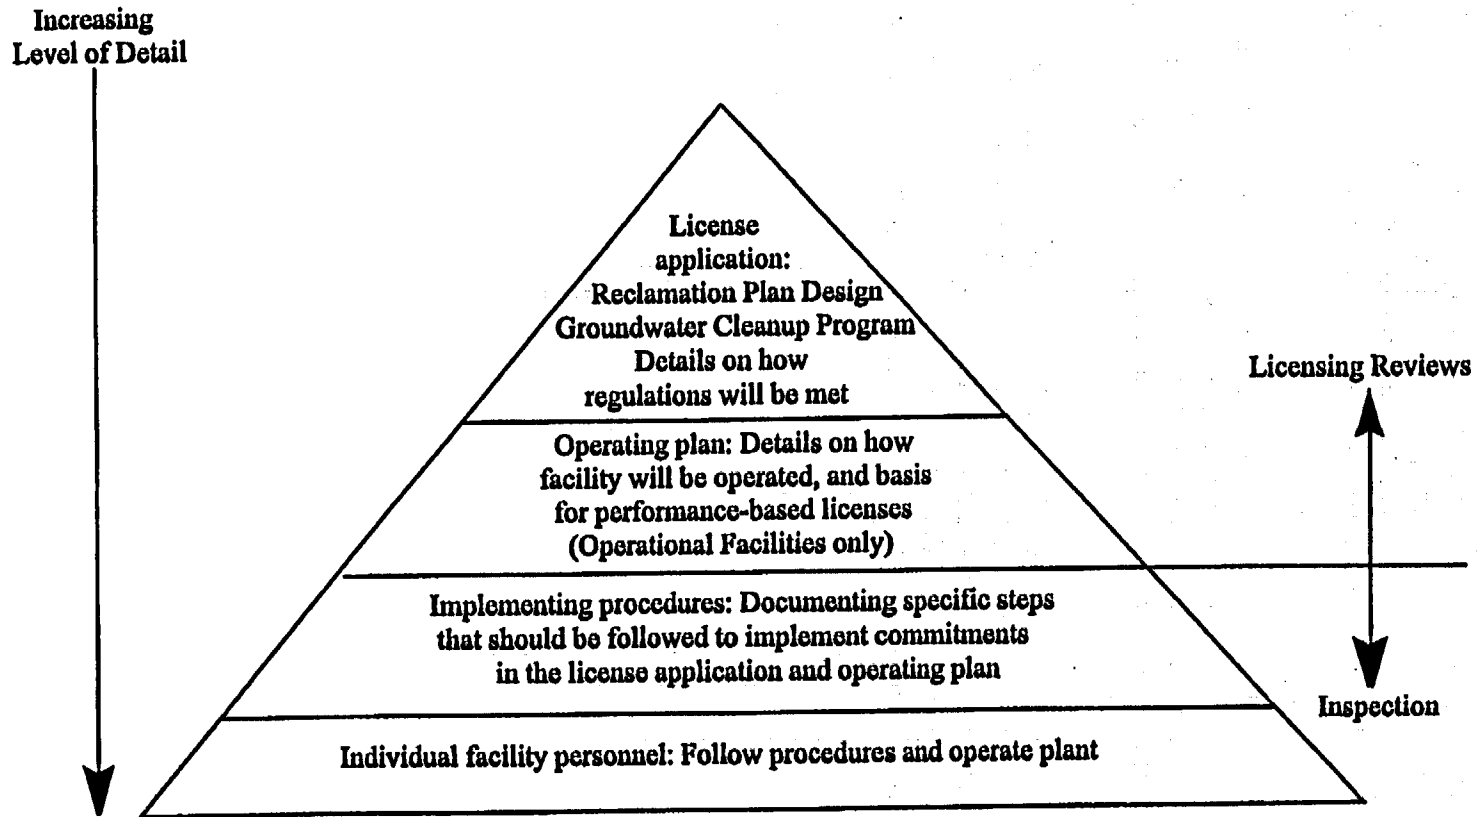 Increasing
Level of Detail
License
application:
Reclamation Plan Design
Groundwater Cleanup Program
Details on how
regulations will be met
Licensing Reviews
Operating plan: Details on how
facility will be operated, and basis
for performance-based licenses
(Operational Facilities only)
Implementing procedures: Documenting specific steps
that should be followed to implement commitments
in the license application and operating plan
Inspection
Individual facility personnel: Follow procedures and operate plant